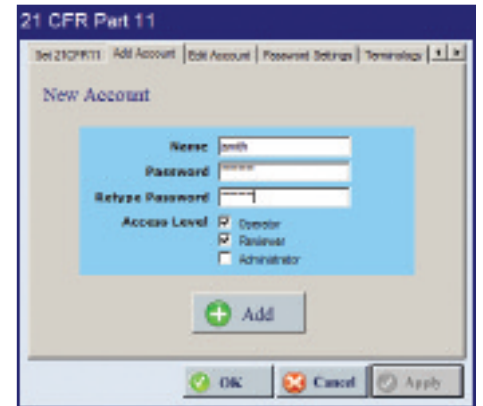 21 CFR Part 11
Set 21CFR11 Add Account Edit Account Password Settings Terminology
New Account
Name smith
Password *****
Retype Password *****
Access Level Operator
Reviewer
Administrator
Add
OK Cancel Apply